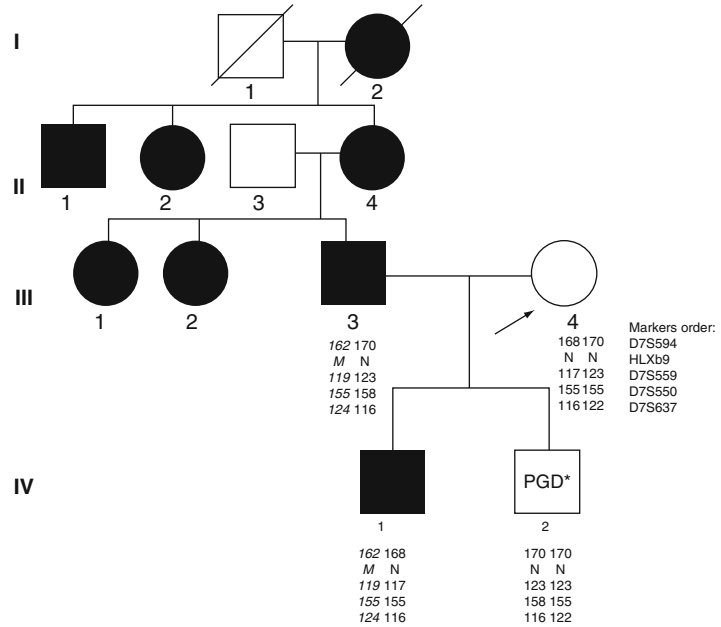 I
1 2
II
1 2 3 4
III
1 2 3 4
Markers order:
162 170 168 170 D7S594
M N N N HLXb9
119 123 117 123 D7S559
155 158 155 155 D7S550
124 116 116 122 D7S637
IV
PGD*
1 2
162 168 170 170
M N N N
119 117 123 123
155 155 158 155
124 116 116 122